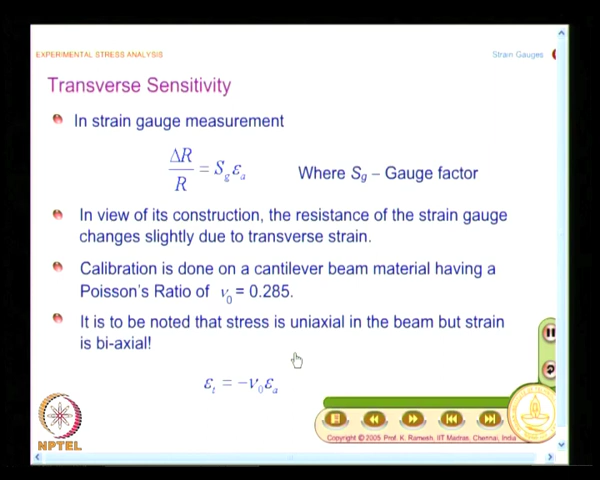 EXPERIMENTAL STRESS ANALYSIS
Strain Gauges
Transverse Sensitivity
In strain gauge measurement
ΔR/R = S_g ε_a Where S_g – Gauge factor
In view of its construction, the resistance of the strain gauge
changes slightly due to transverse strain.
Calibration is done on a cantilever beam material having a
Poisson's Ratio of ν_0 = 0.285.
It is to be noted that stress is uniaxial in the beam but strain
is bi-axial!
ε_t = -ν_0 ε_a
NPTEL
Copyright © 2005 Prof. K. Ramesh, IIT Madras, Chennai, India